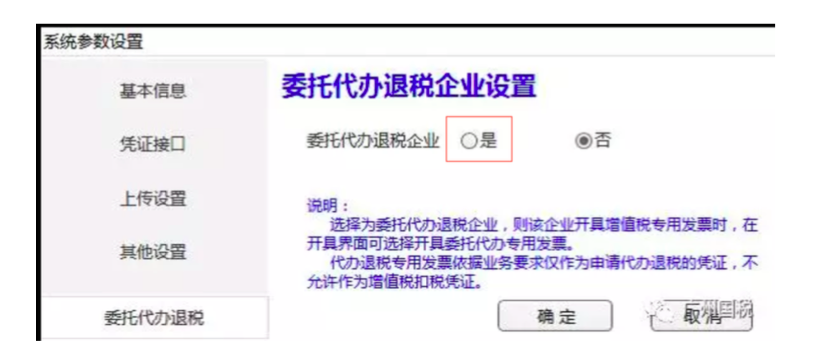 系统参数设置
基本信息
凭证接口
上传设置
其他设置
委托代办退税
委托代办退税企业设置
委托代办退税企业 是 否
说明：
选择为委托代办退税企业，则该企业开具增值税专用发票时，在
开具界面可选择开具委托代办专用发票。
代办退税专用发票依据业务要求仅作为申请代办退税的凭证，不
允许作为增值税扣税凭证。
确定
取消
广州国税